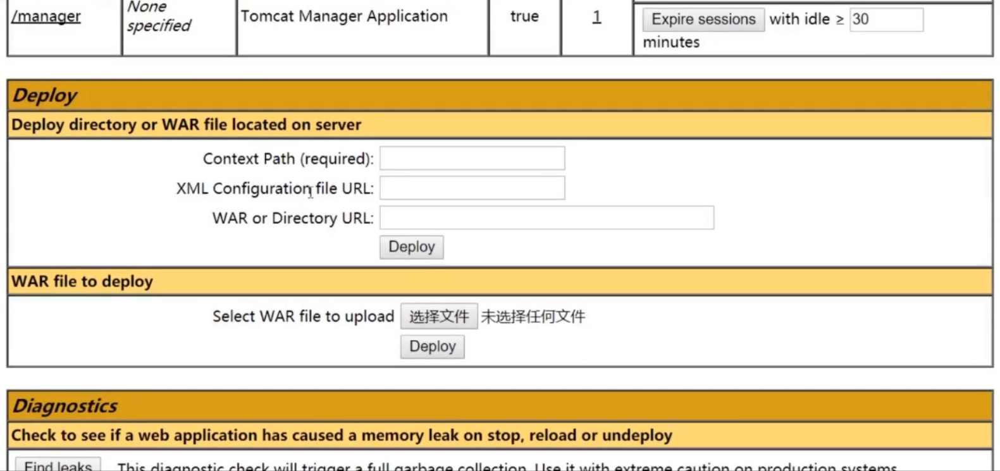 /manager
None
specified
Tomcat Manager Application
true
1
Expire sessions with idle ≥ 30
minutes
Deploy
Deploy directory or WAR file located on server
Context Path (required):
XML Configuration file URL:
WAR or Directory URL:
Deploy
WAR file to deploy
Select WAR file to upload 选择文件 未选择任何文件
Deploy
Diagnostics
Check to see if a web application has caused a memory leak on stop, reload or undeploy
Find leaks This diagnostic check will trigger a full garbage collection. Use it with extreme caution on production systems.